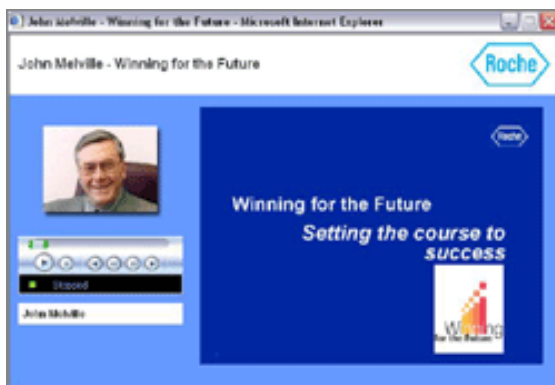 John Melville - Winning for the Future - Microsoft Internet Explorer
John Melville - Winning for the Future
Roche
Roche
Winning for the Future
Setting the course to
success
Stopped
John Melville
Winning
for the Future